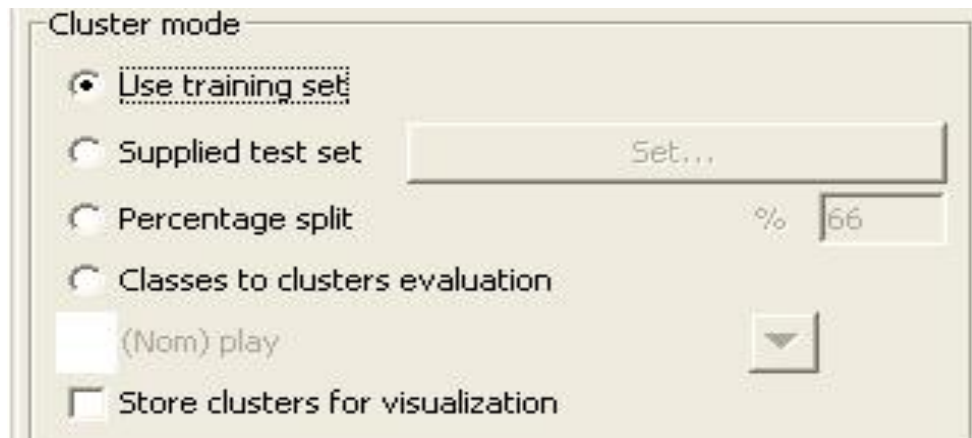 Cluster mode
Use training set
Supplied test set Set...
Percentage split % 66
Classes to clusters evaluation
(Nom) play
Store clusters for visualization